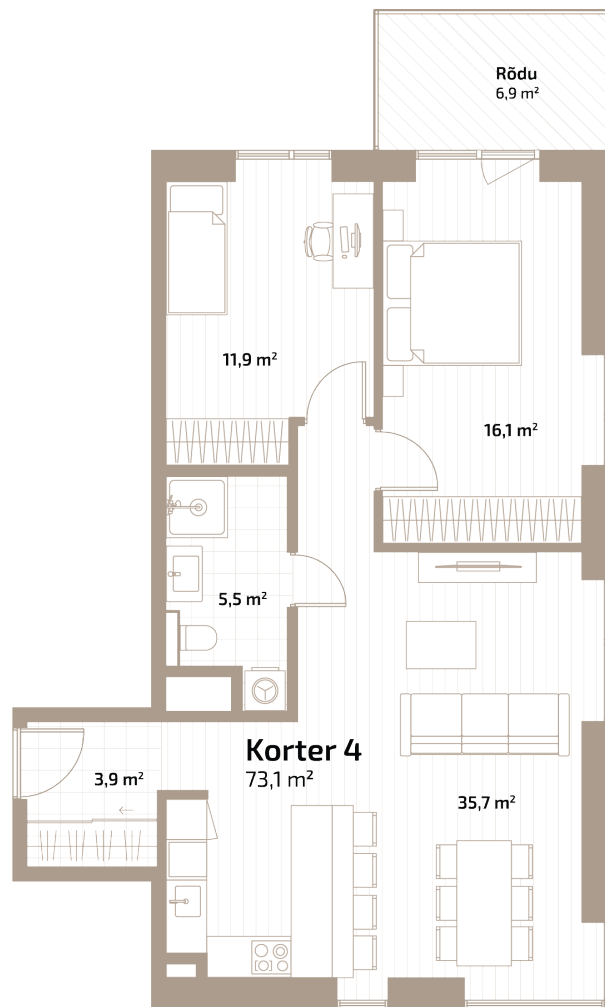 Rõdu
6,9 m²
11,9 m²
16,1 m²
5,5 m²
Korter 4
73,1 m²
3,9 m²
35,7 m²